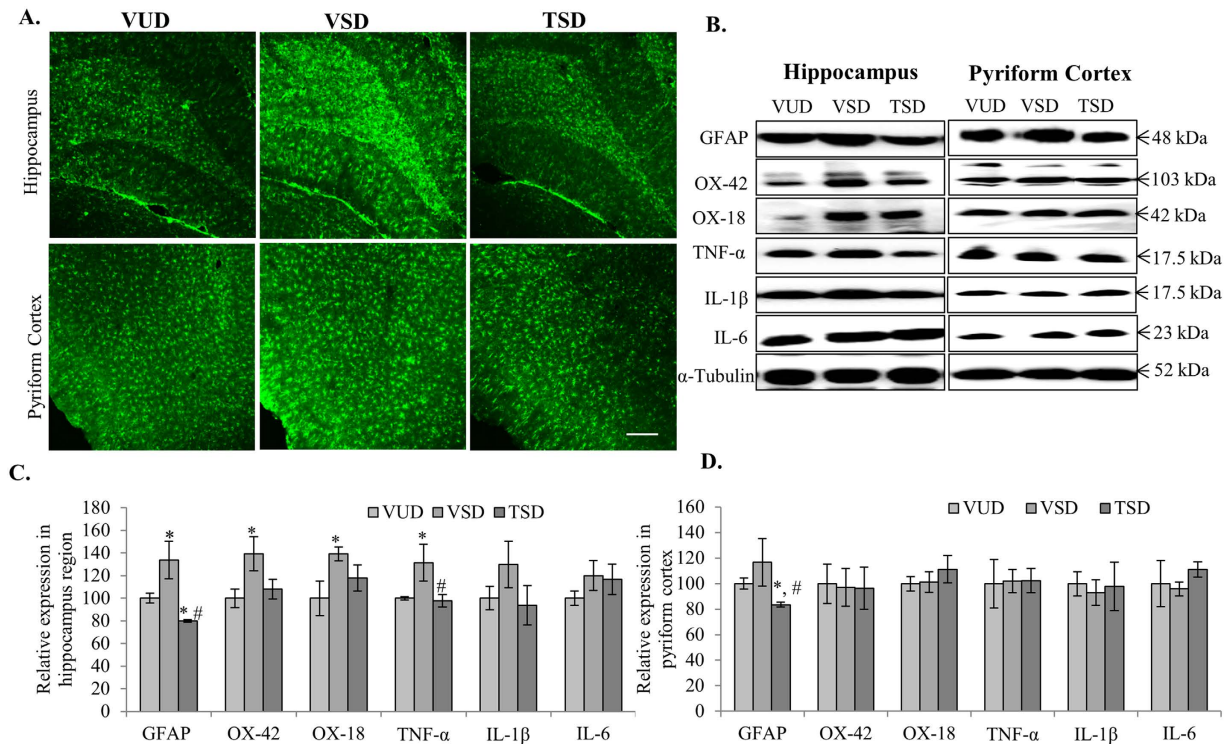 A.
VUD VSD TSD
Hippocampus
Pyriform Cortex
B.
Hippocampus Pyriform Cortex
VUD VSD TSD VUD VSD TSD
GFAP 48 kDa
OX-42 103 kDa
OX-18 42 kDa
TNF-α 17.5 kDa
IL-1β 17.5 kDa
IL-6 23 kDa
α-Tubulin 52 kDa
C.
Relative expression in
hippocampus region
VUD VSD TSD
180
160
140
120
100
80
60
40
20
0
* * * *
* # #
GFAP OX-42 OX-18 TNF-α IL-1β IL-6
D.
Relative expression in
pyriform cortex
VUD VSD TSD
160
140
120
100
80
60
40
20
0
*, #
GFAP OX-42 OX-18 TNF-α IL-1β IL-6